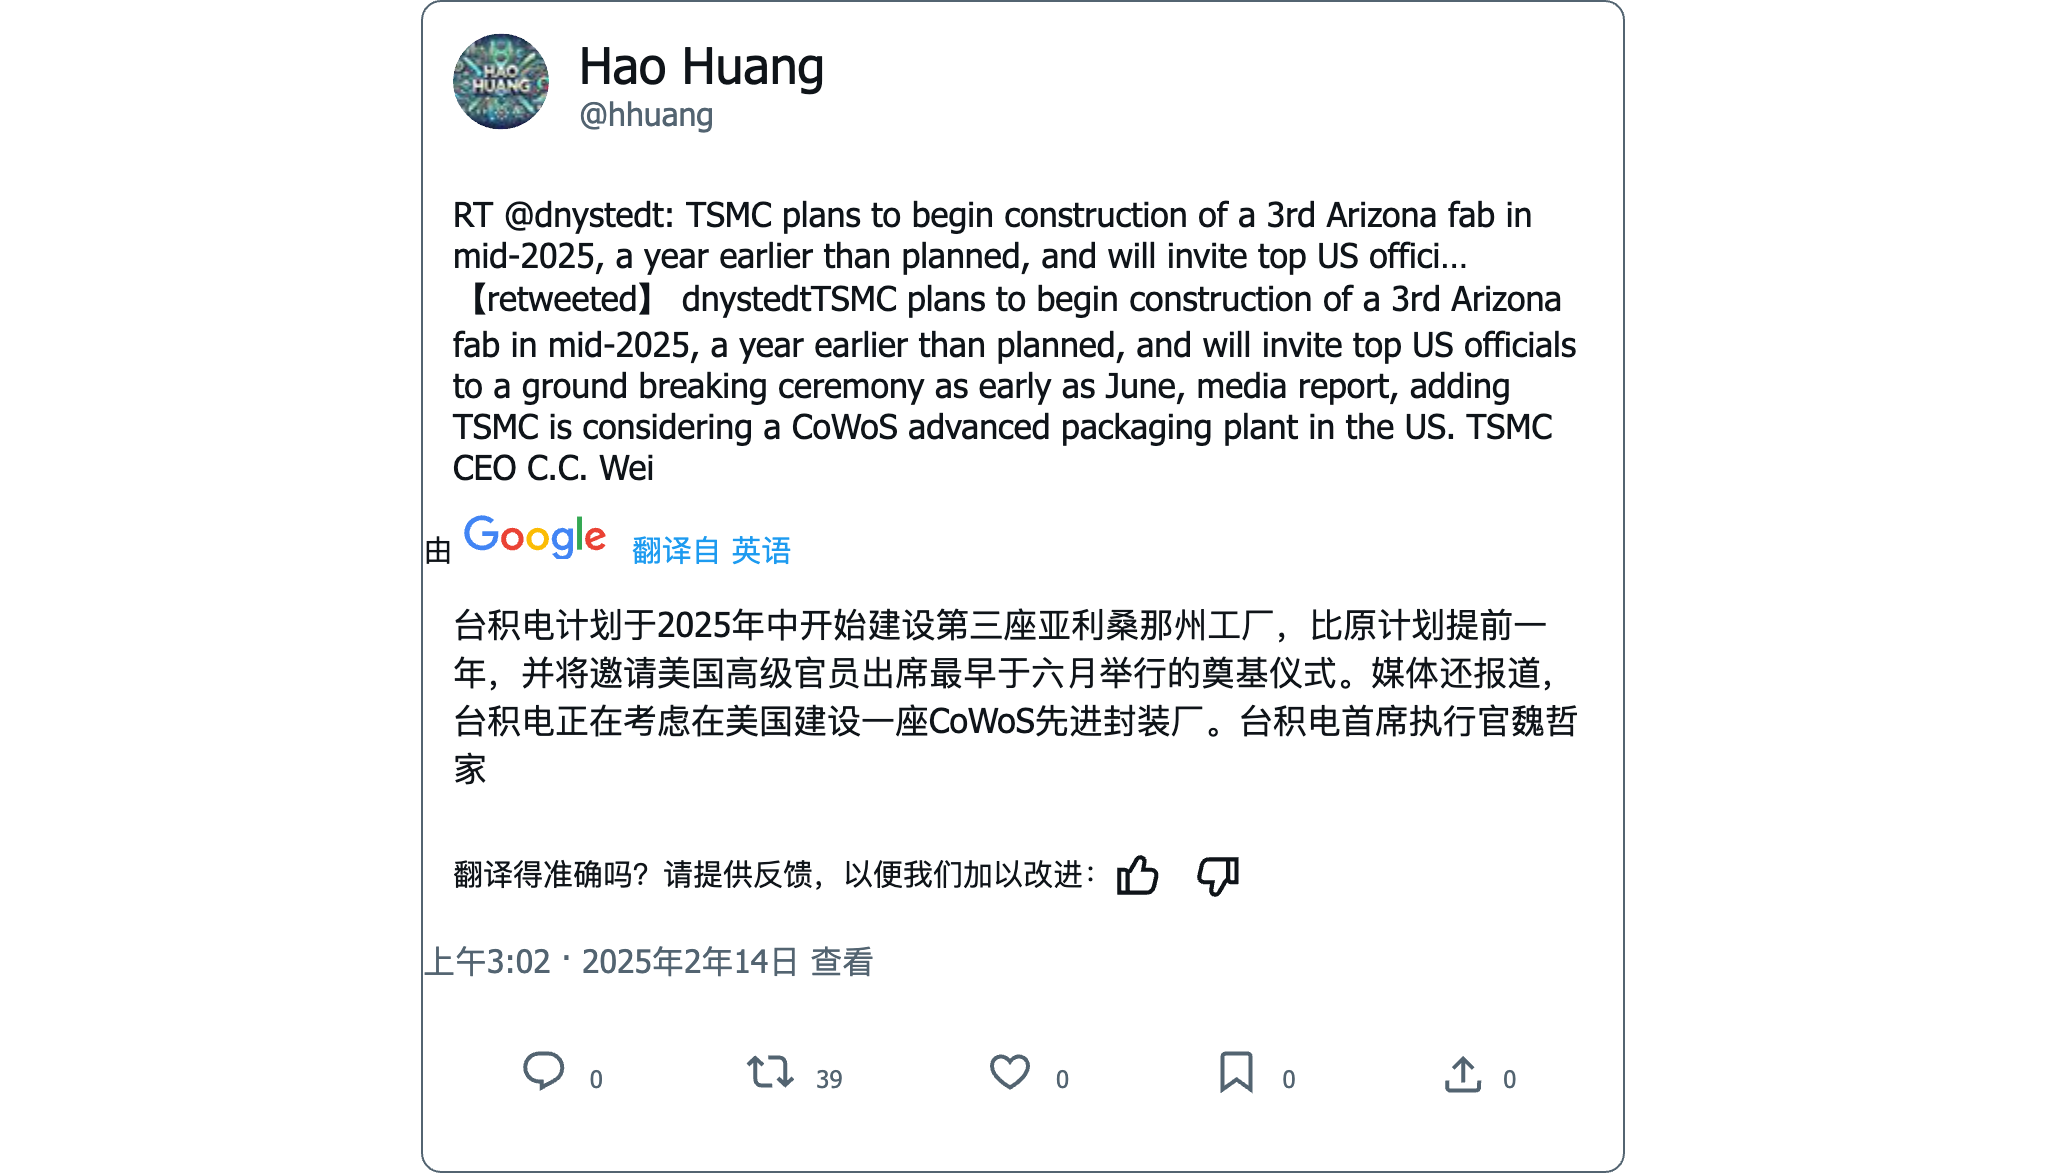 HAO
HUANG
Hao Huang
@hhuang
RT @dnystedt: TSMC plans to begin construction of a 3rd Arizona fab in
mid-2025, a year earlier than planned, and will invite top US offici…
【retweeted】 dnystedtTSMC plans to begin construction of a 3rd Arizona
fab in mid-2025, a year earlier than planned, and will invite top US officials
to a ground breaking ceremony as early as June, media report, adding
TSMC is considering a CoWoS advanced packaging plant in the US. TSMC
CEO C.C. Wei
由 Google 翻译自 英语
台积电计划于2025年中开始建设第三座亚利桑那州工厂，比原计划提前一
年，并将邀请美国高级官员出席最早于六月举行的奠基仪式。媒体还报道，
台积电正在考虑在美国建设一座CoWoS先进封装厂。台积电首席执行官魏哲
家
翻译得准确吗？请提供反馈，以便我们加以改进：
上午3:02 · 2025年2年14日 查看
0 39 0 0 0